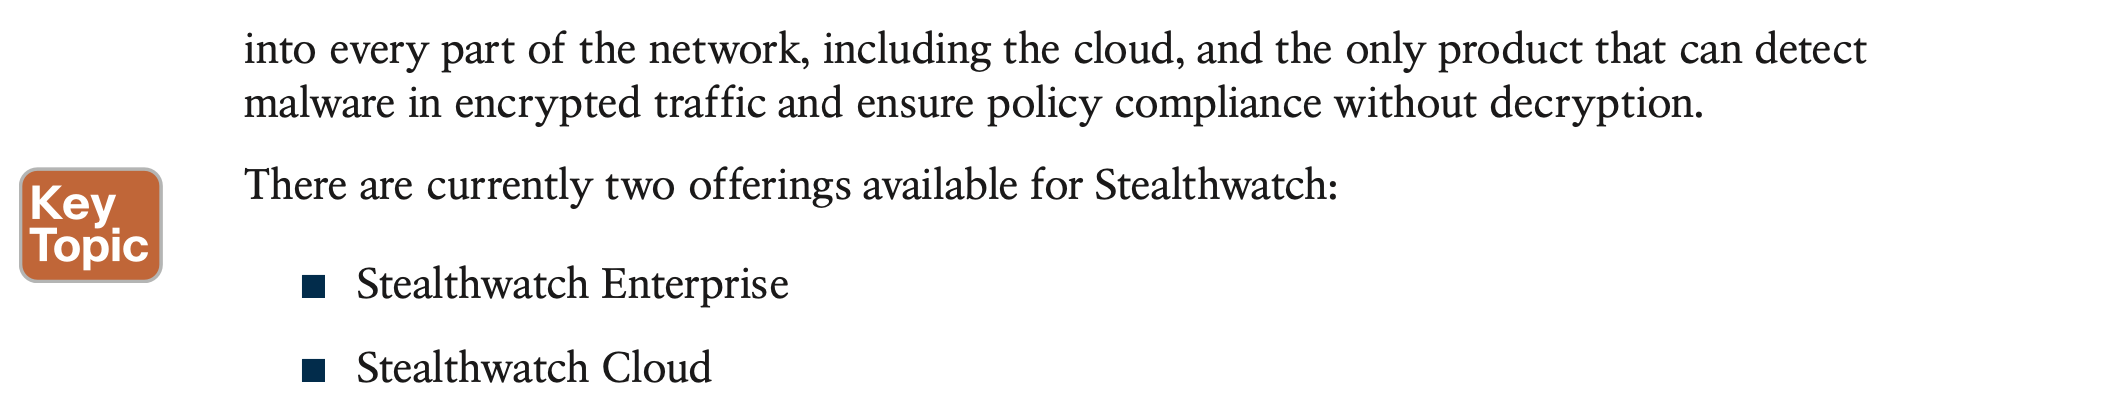 into every part of the network, including the cloud, and the only product that can detect
malware in encrypted traffic and ensure policy compliance without decryption.
Key
Topic
There are currently two offerings available for Stealthwatch:
■ Stealthwatch Enterprise
■ Stealthwatch Cloud